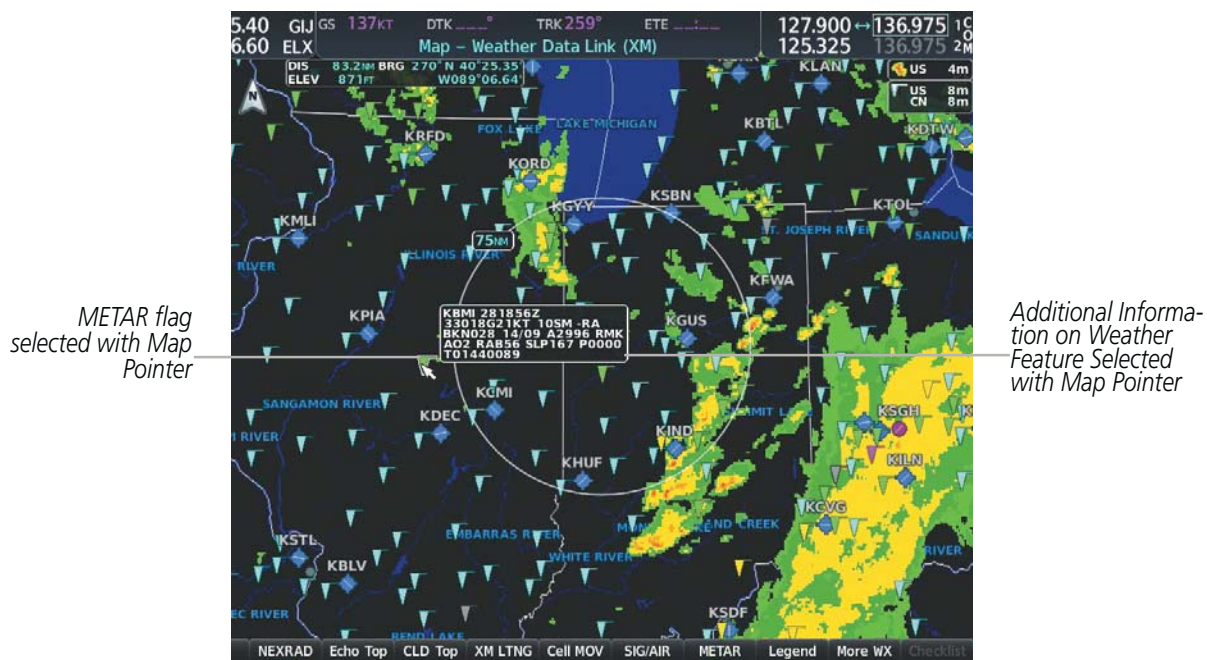 5.40 GIJ GS 137KT DTK ___° TRK 259° ETE __:__ 127.900 ↔ 136.975 1 C
6.60 ELX Map – Weather Data Link (XM) 125.325 136.975 2 M
DIS 83.2NM BRG 270° N 40°25.35'
ELEV 871FT W089°06.64'
US 4m
US 8m
CN 8m
N
KLAN
KRFD
FOX LAKE
LAKE MICHIGAN
KBTL
KDTW
KORD
KSBN
KMLI
KGYY
KTOL
75NM
ST. JOSEPH RIVER
ILLINOIS RIVER
RIVER
KFWA
KPIA
KGUS
KBMI 281856Z
33018G21KT 10SM -RA
BKN028 14/09 A2996 RMK
AO2 RAB56 SLP167 P0000
T01440089
METAR flag
selected with Map
Pointer
Additional Informa-
tion on Weather
Feature Selected
with Map Pointer
KCMI
SANGAMON RIVER
KDEC
KSGH
RIVER
KIND
KHUF
KILN
KCVG
KSTL
EMBARRAS RIVER
WHITE RIVER
RIVER
KBLV
EC RIVER
KSDF
REND LAKE
NEXRAD Echo Top CLD Top XM LTNG Cell MOV SIG/AIR METAR Legend More WX Checklist